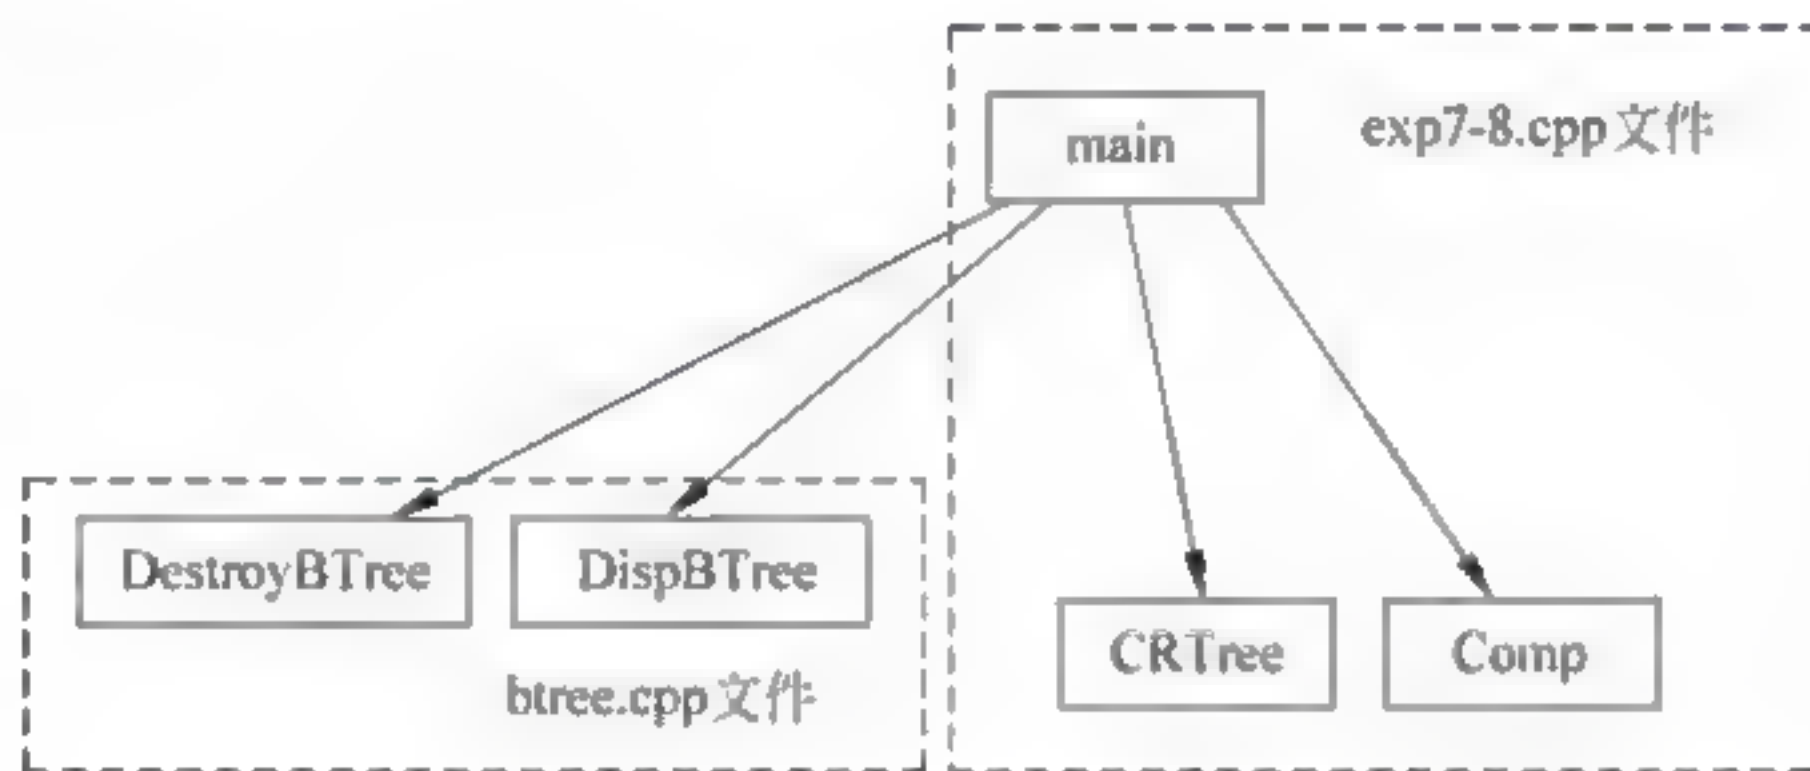 main
exp7-8.cpp文件
DestroyBTree
DispBTree
btree.cpp文件
CRTree
Comp